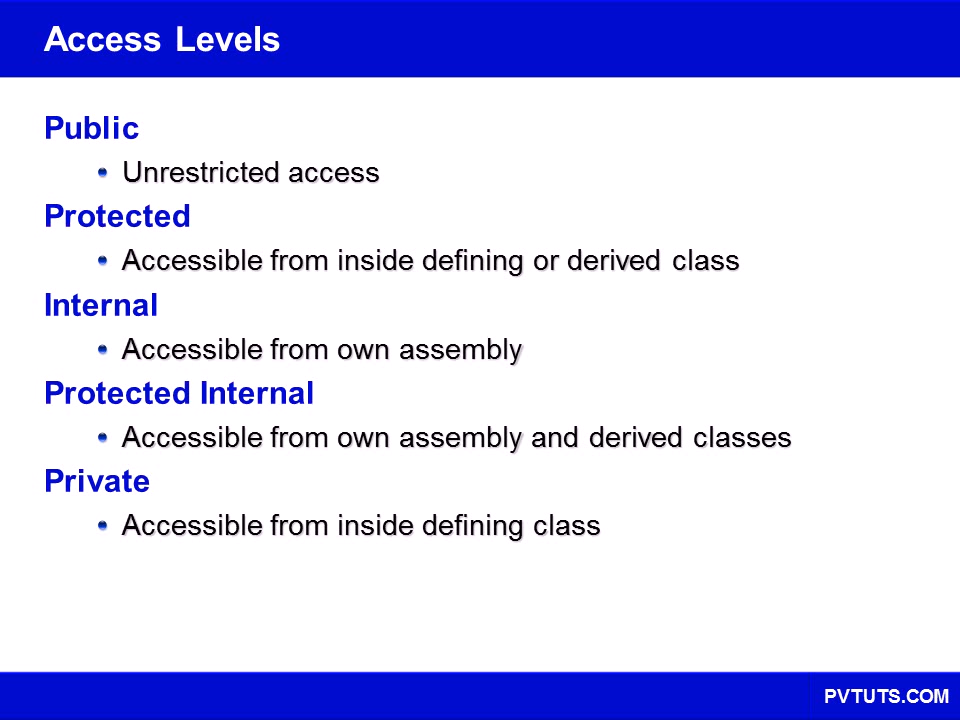 Access Levels
Public
• Unrestricted access
Protected
• Accessible from inside defining or derived class
Internal
• Accessible from own assembly
Protected Internal
• Accessible from own assembly and derived classes
Private
• Accessible from inside defining class
PVTUTS.COM